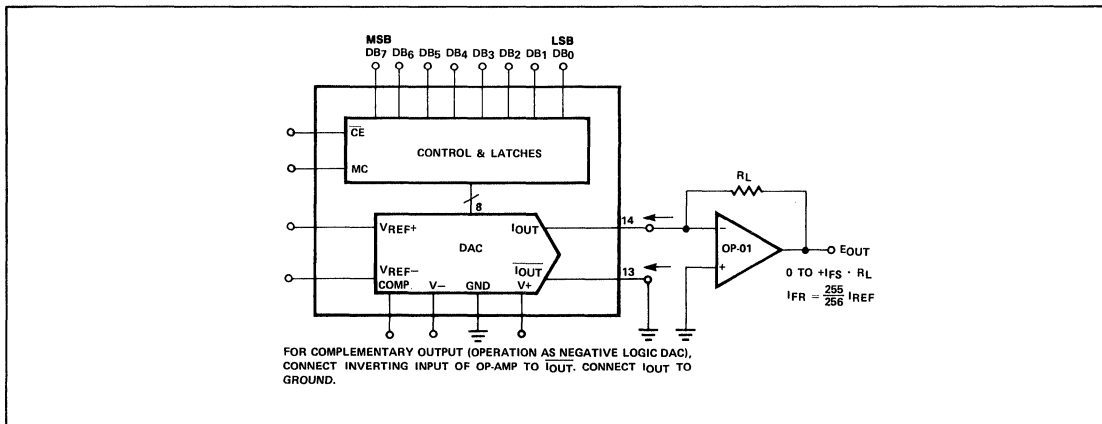 MSB LSB
DB7 DB6 DB5 DB4 DB3 DB2 DB1 DB0
CE
MC
CONTROL & LATCHES
8
VREF+
VREF−
DAC
IOUT
IOUT
COMP. V− GND V+
14
13
RL
−
OP-01
+
EOUT
0 TO +IFS · RL
IFR = 255/256 IREF
FOR COMPLEMENTARY OUTPUT (OPERATION AS NEGATIVE LOGIC DAC),
CONNECT INVERTING INPUT OF OP-AMP TO IOUT. CONNECT IOUT TO
GROUND.